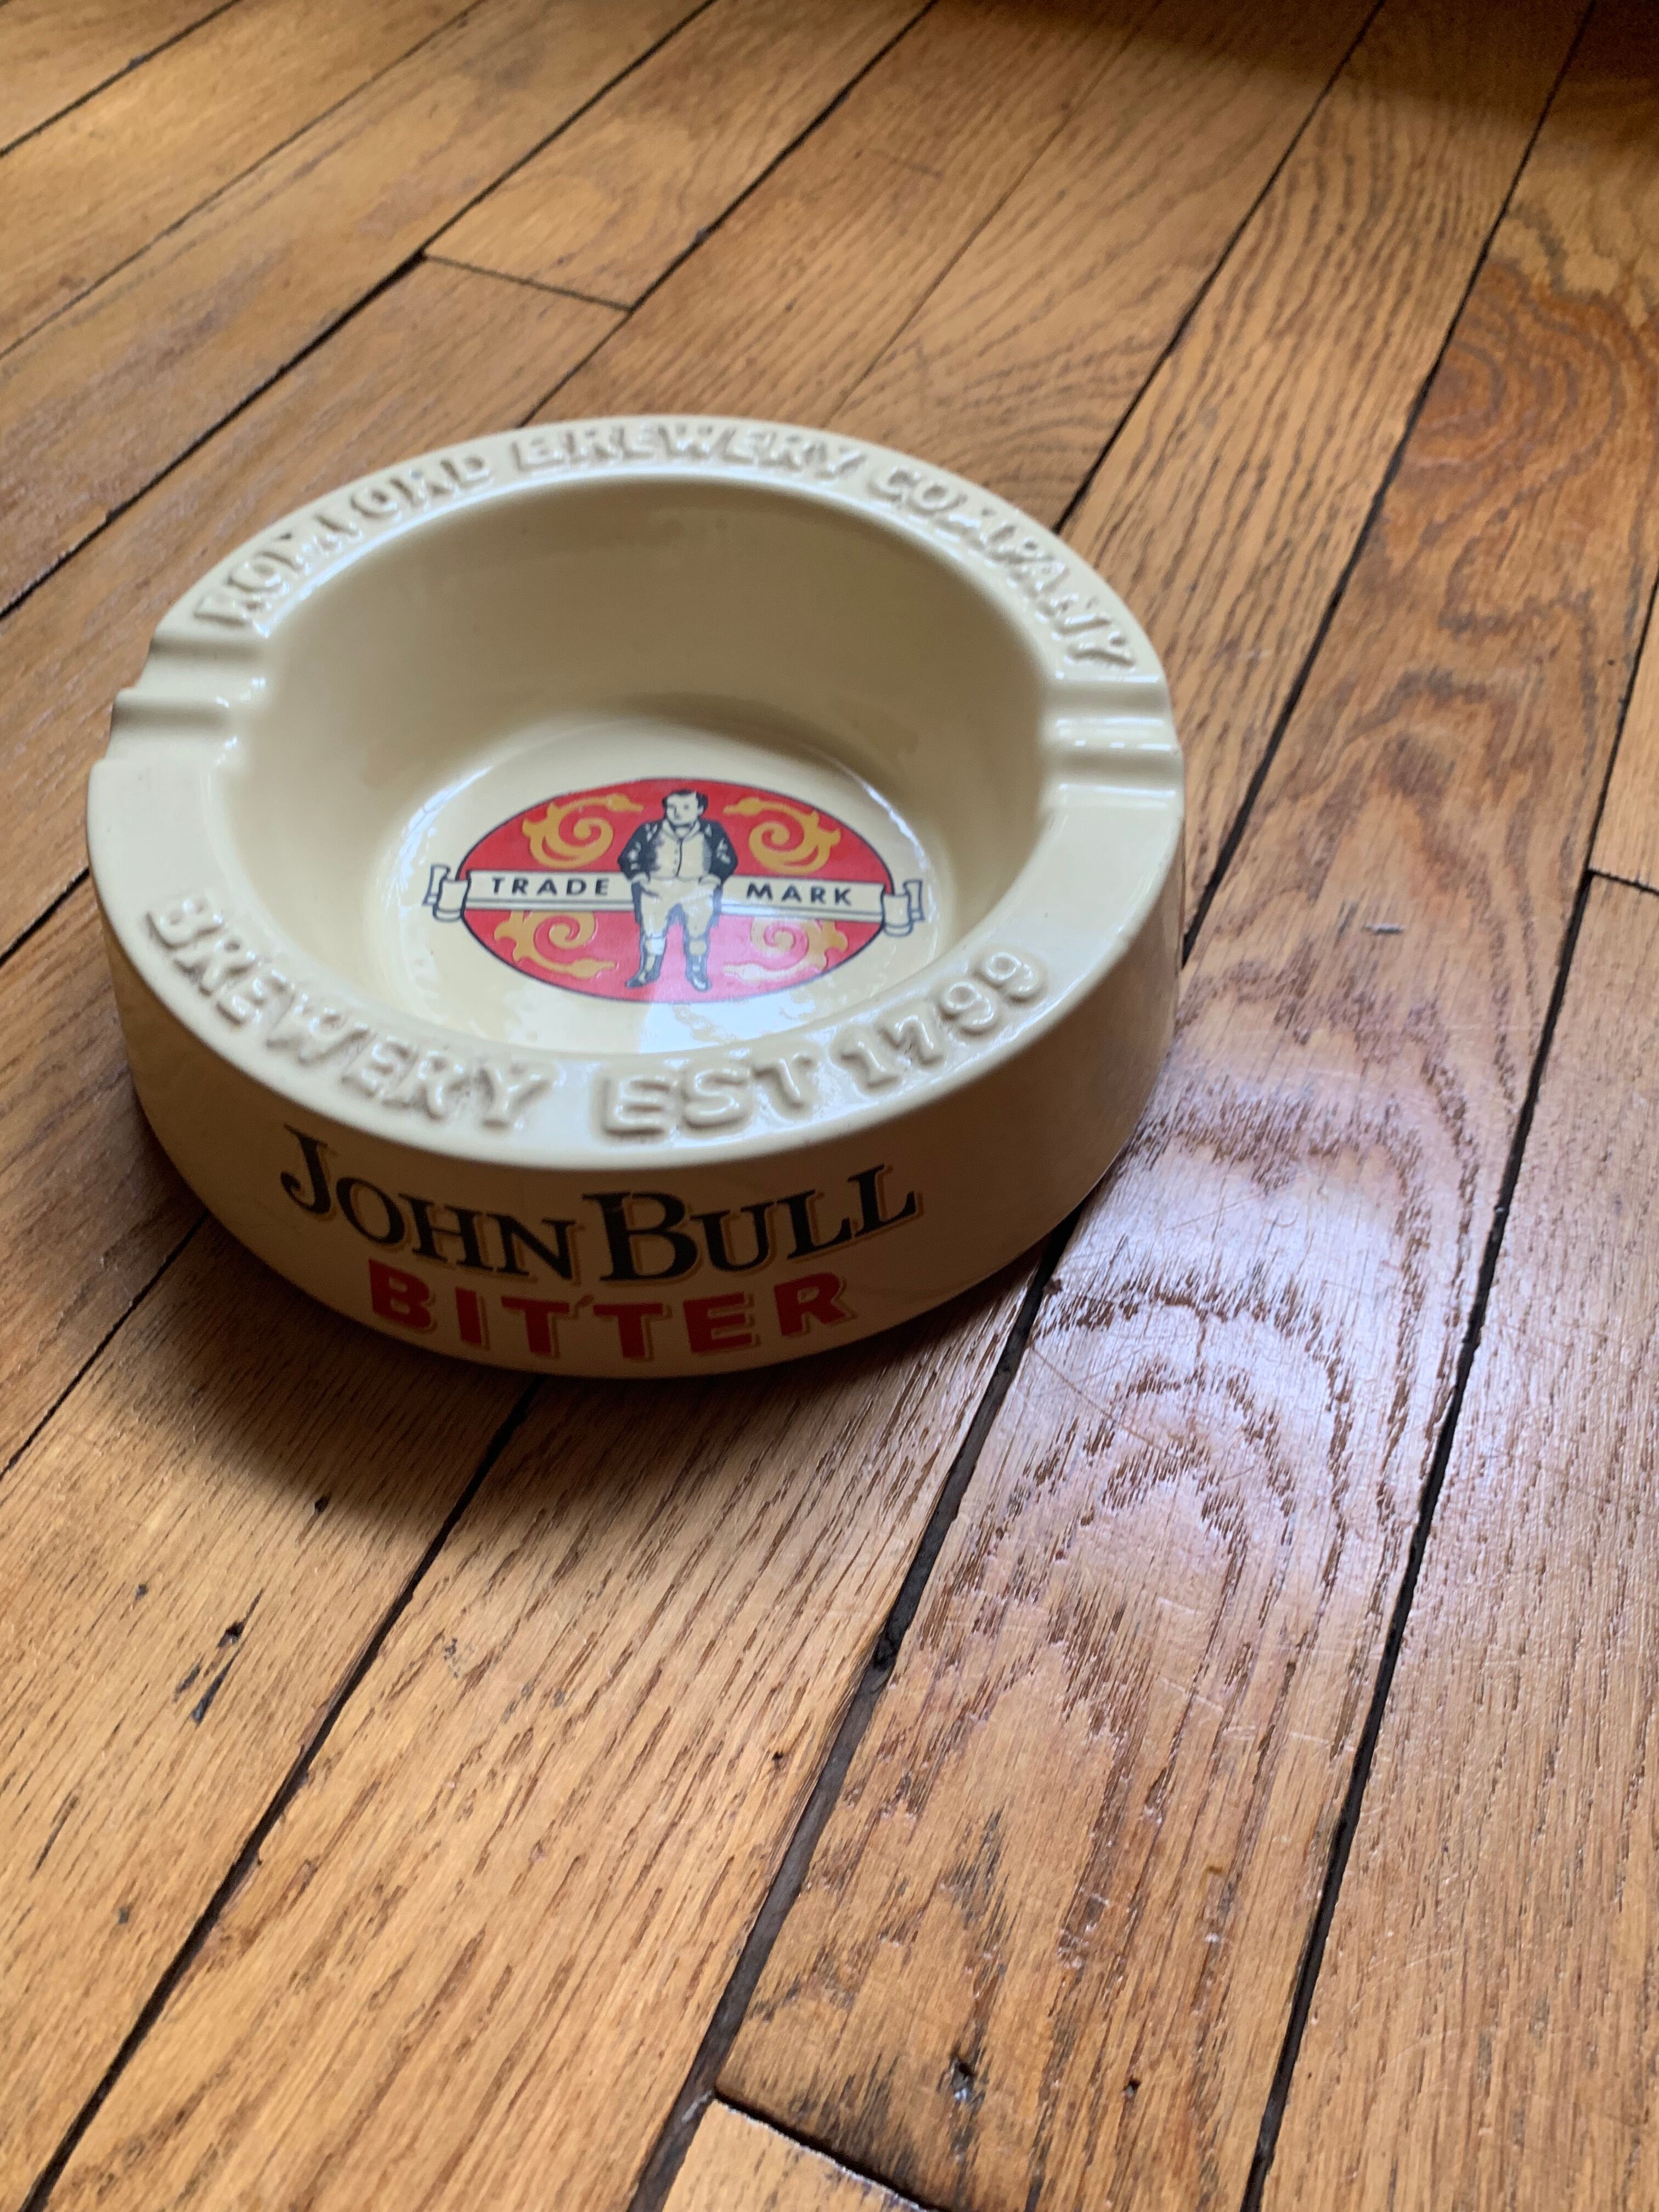 ROMFORD BREWERY COMPANY
TRADE MARK
BREWERY EST 1799
JOHN BULL
BITTER